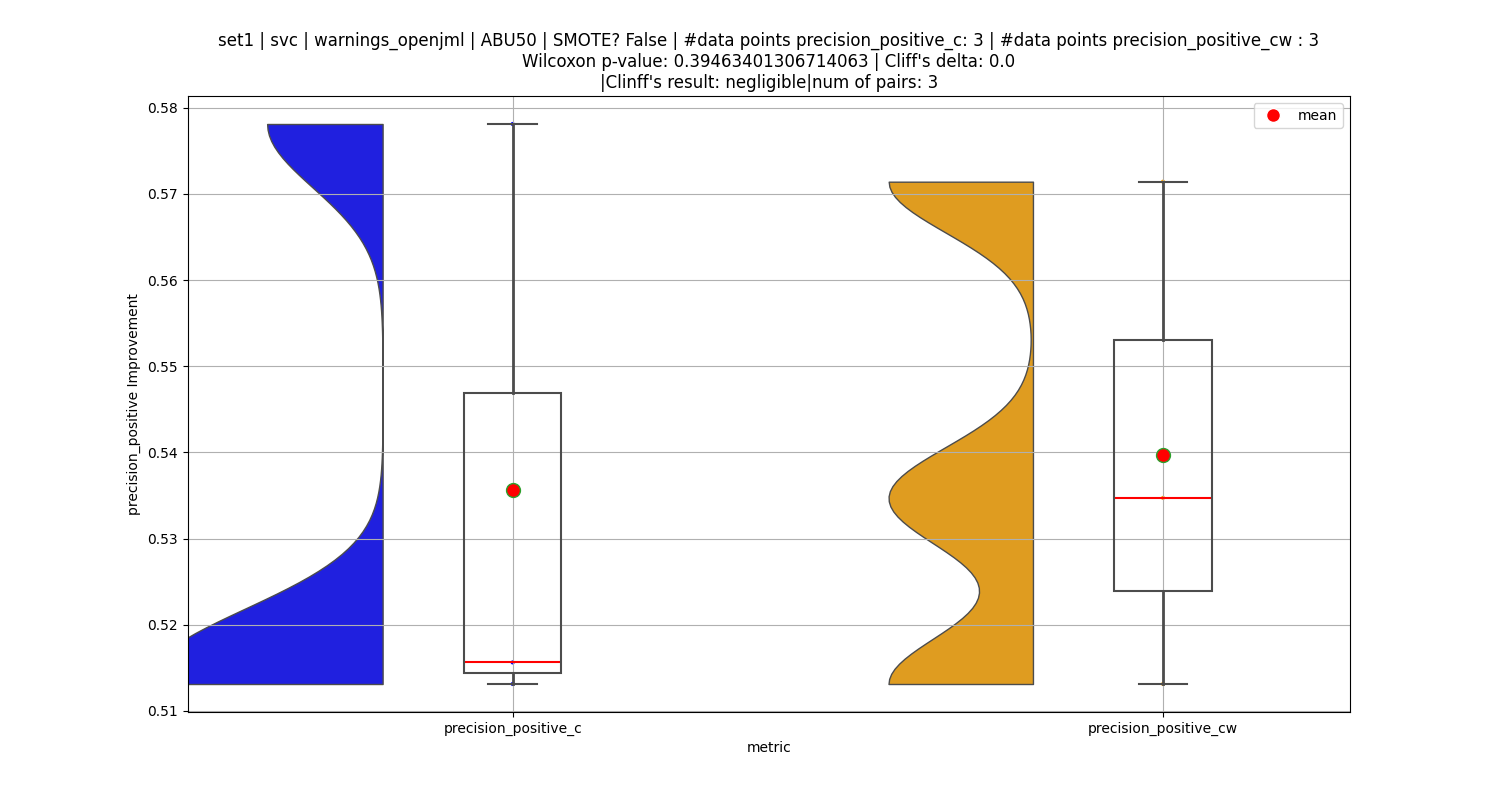 set1 | svc | warnings_openjml | ABU50 | SMOTE? False | #data points precision_positive_c: 3 | #data points precision_positive_cw : 3
Wilcoxon p-value: 0.39463401306714063 | Cliff's delta: 0.0
|Clinff's result: negligible|num of pairs: 3
mean
0.58
0.57
0.56
0.55
0.54
0.53
0.52
0.51
precision_positive Improvement
precision_positive_c
precision_positive_cw
metric